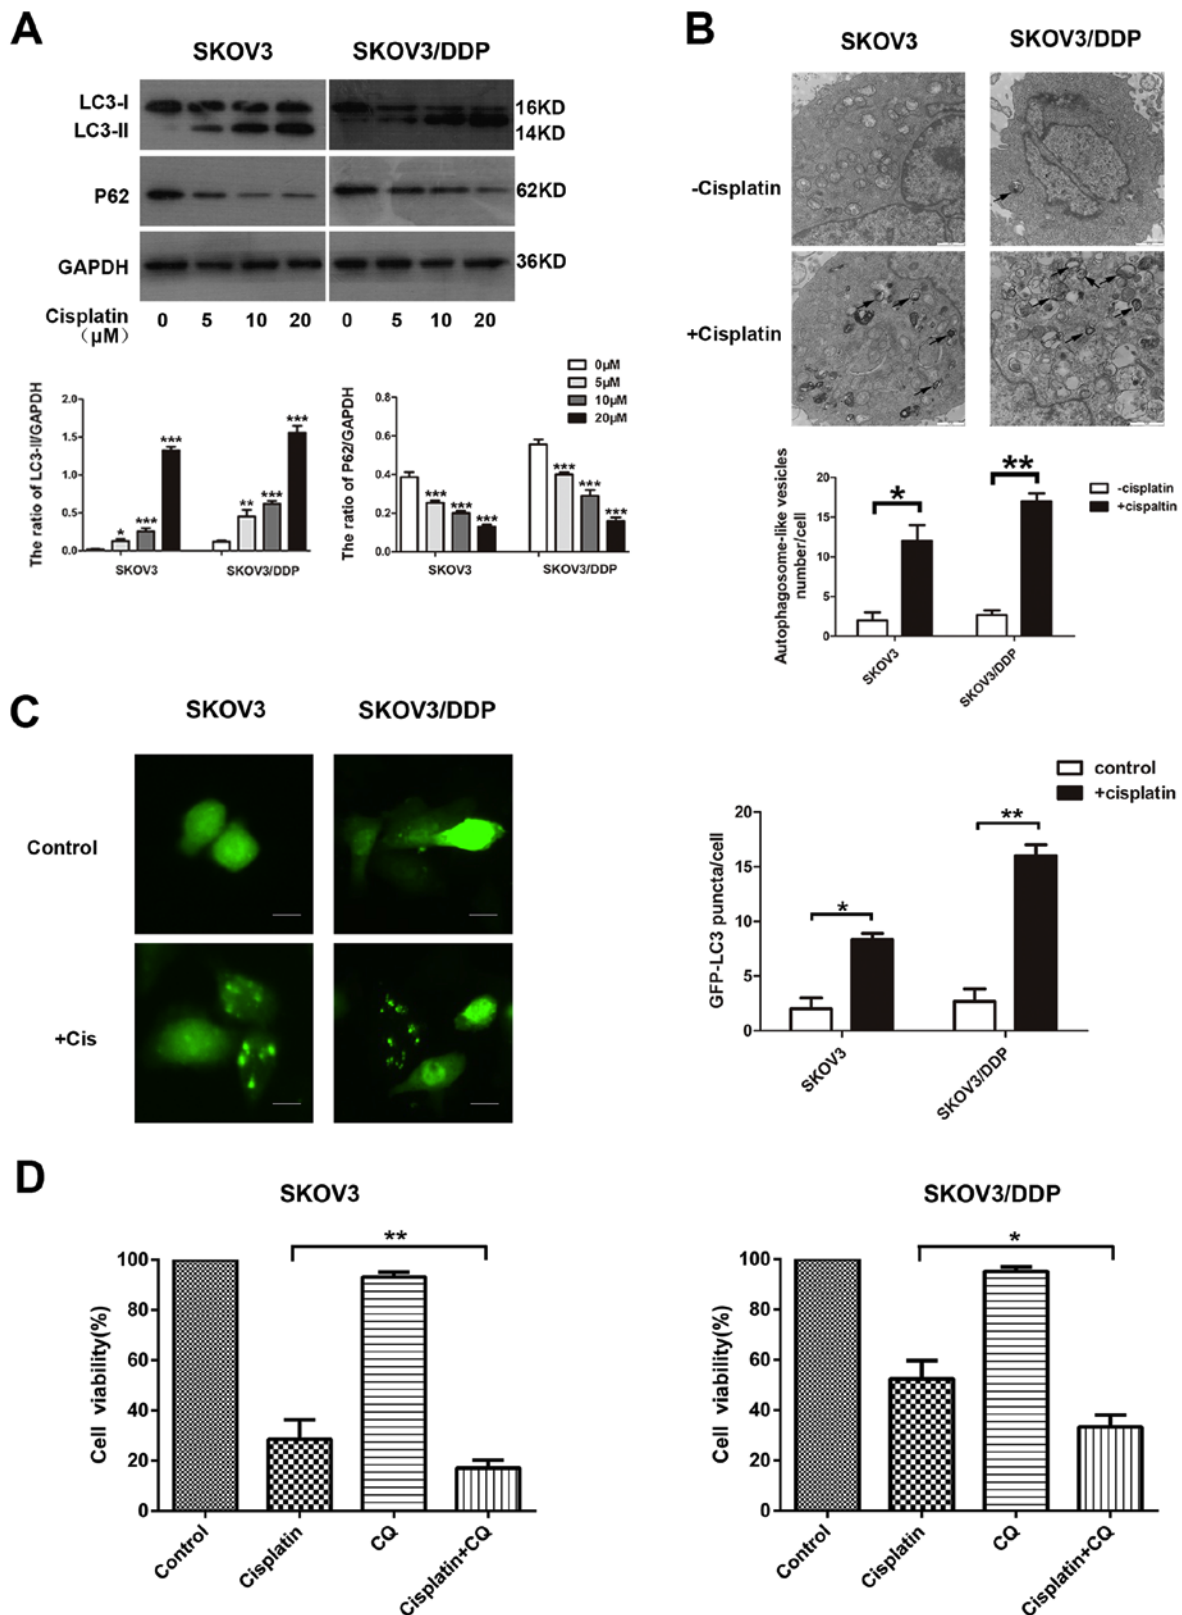 A
SKOV3 SKOV3/DDP
LC3-I
LC3-II
16KD
14KD
P62
62KD
GAPDH
36KD
Cisplatin
(μM)
0 5 10 20 0 5 10 20
The ratio of LC3-II/GAPDH
2.0
1.5
1.0
0.5
0.0
* *** *** ** *** ***
SKOV3 SKOV3/DDP
The ratio of P62/GAPDH
0.8
0.6
0.4
0.2
0.0
*** *** *** *** *** ***
SKOV3 SKOV3/DDP
0μM
5μM
10μM
20μM
B
SKOV3 SKOV3/DDP
-Cisplatin
+Cisplatin
Autophagosome-like vesicles
number/cell
20
15
10
5
0
* **
SKOV3 SKOV3/DDP
-cisplatin
+cispaltin
C
SKOV3 SKOV3/DDP
Control
+Cis
GFP-LC3 puncta/cell
20
15
10
5
0
* **
SKOV3 SKOV3/DDP
control
+cisplatin
D
SKOV3
Cell viability(%)
100
80
60
40
20
0
**
Control Cisplatin CQ Cisplatin+CQ
SKOV3/DDP
Cell viability(%)
100
80
60
40
20
0
*
Control Cisplatin CQ Cisplatin+CQ